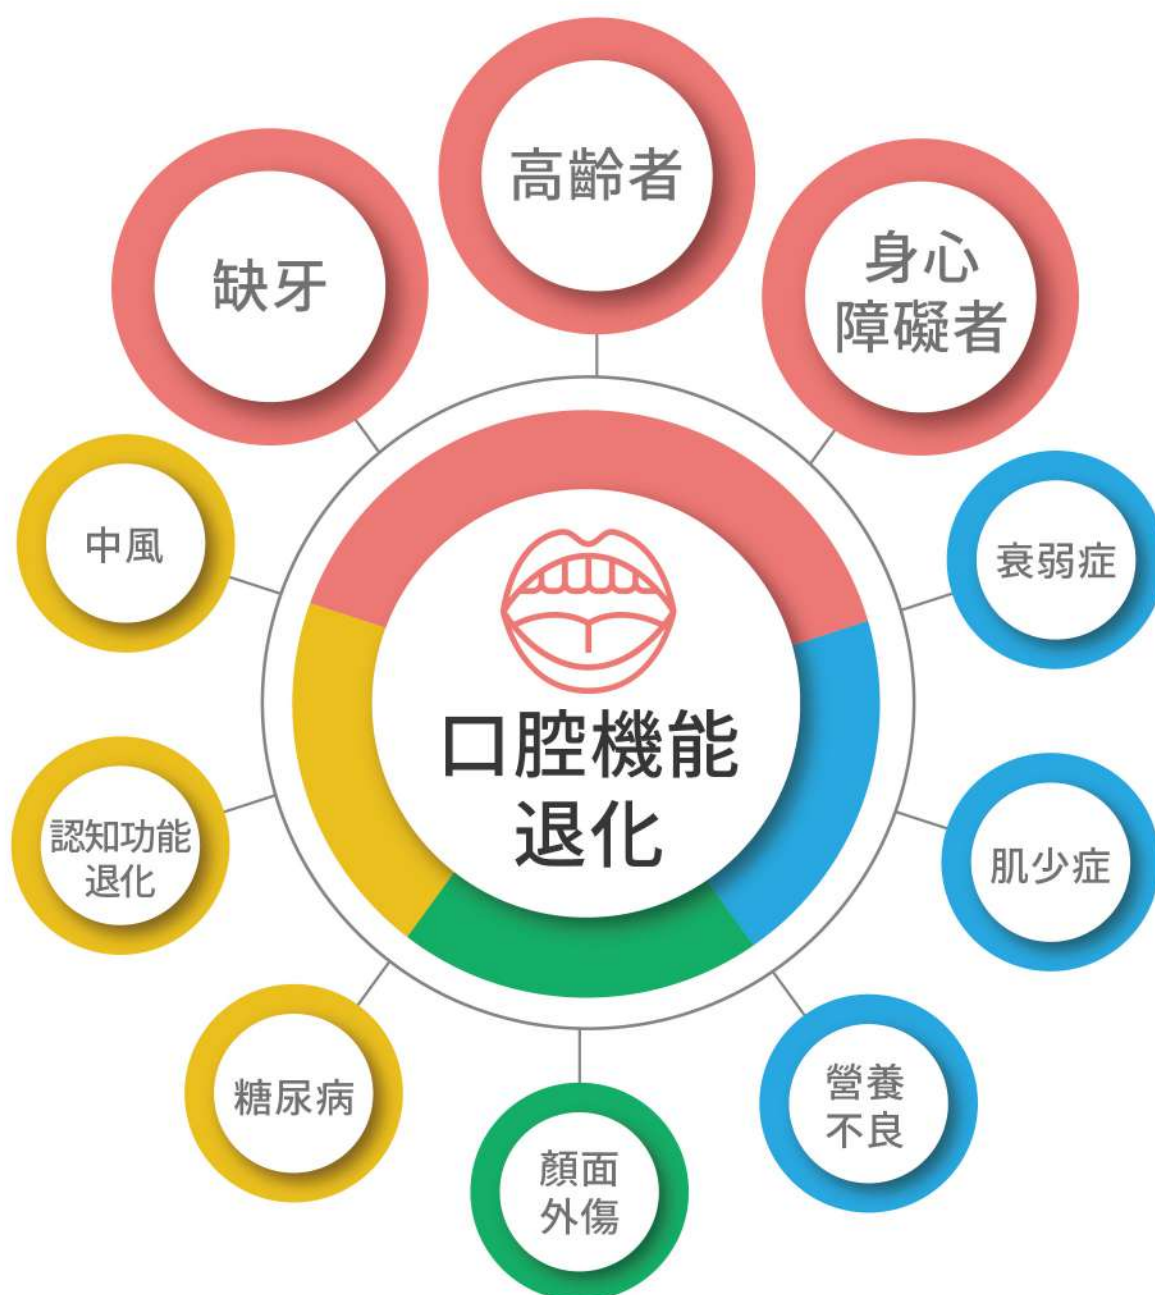 高齡者
缺牙
身心
障礙者
中風
衰弱症
口腔機能
退化
認知功能
退化
肌少症
糖尿病
營養
不良
顏面
外傷